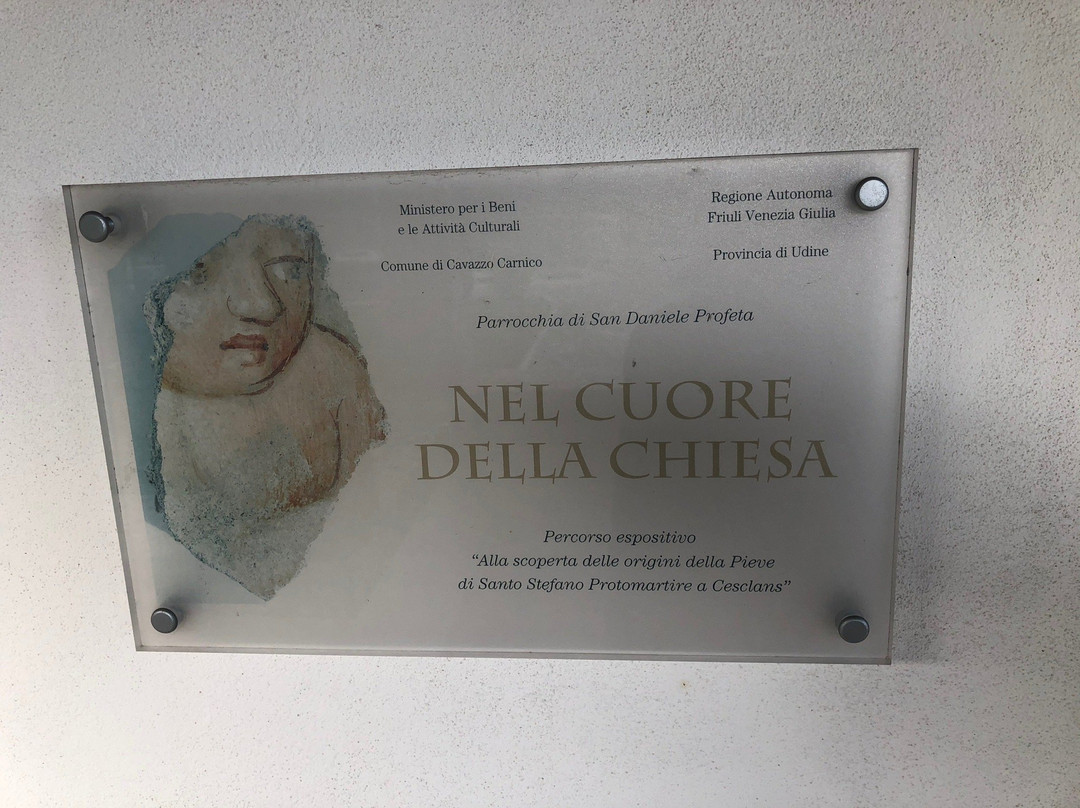 Ministero per i Beni
e le Attività Culturali
Comune di Cavazzo Carnico
Regione Autonoma
Friuli Venezia Giulia
Provincia di Udine
Parrocchia di San Daniele Profeta
NEL CUORE
DELLA CHIESA
Percorso espositivo
“Alla scoperta delle origini della Pieve
di Santo Stefano Protomartire a Cesclans”